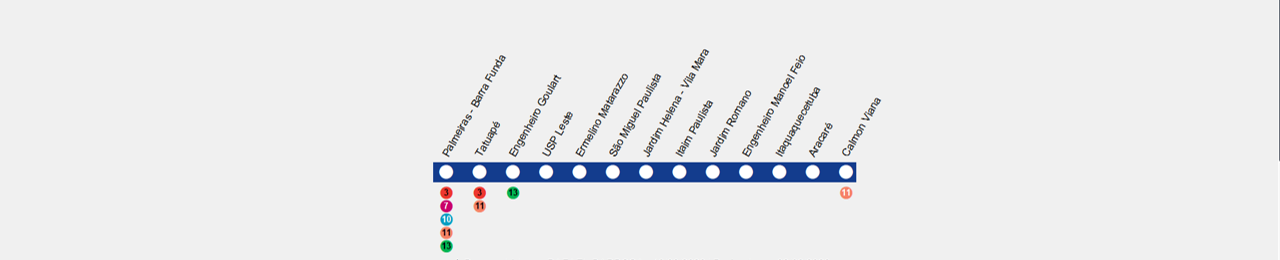 Palmeiras - Barra Funda
Tatuapé
Engenheiro Goulart
USP Leste
Ermelino Matarazzo
São Miguel Paulista
Jardim Helena - Vila Mara
Itaim Paulista
Jardim Romano
Engenheiro Manoel Feio
Itaquaquecetuba
Aracaré
Calmon Viana
3
7
10
11
13
3
11
13
11